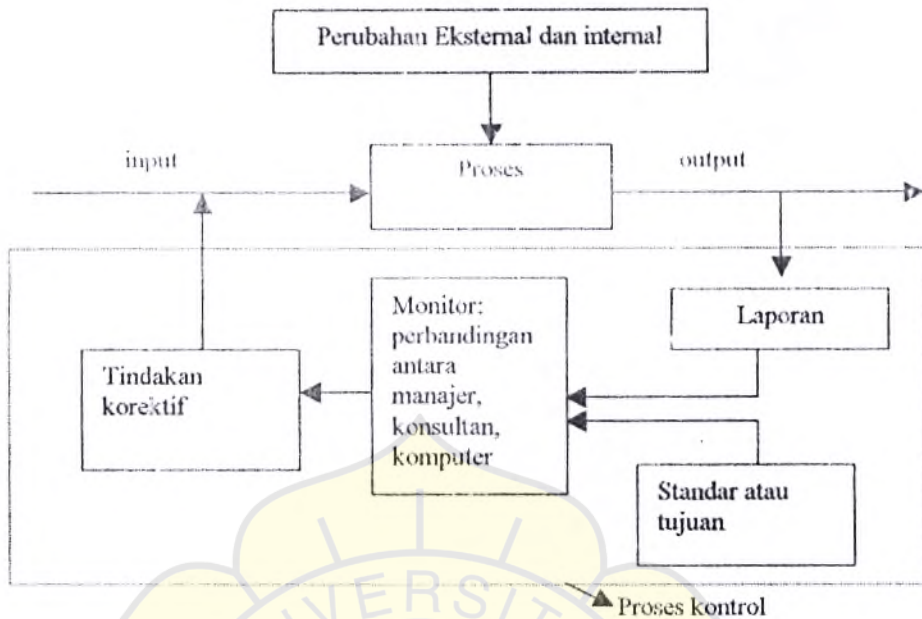 Perubahan Eksternal dan internal
input
Proses
output
Monitor:
perbandingan
antara
manajer,
konsultan,
komputer
Laporan
Tindakan
korektif
Standar atau
tujuan
Proses kontrol